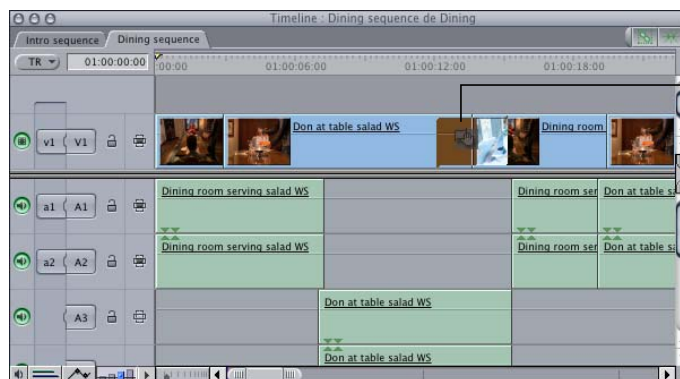 Timeline : Dining sequence de Dining
Intro sequence Dining sequence
TR 01:00:00:00 00:00 01:00:06:00 01:00:12:00 01:00:18:00
v1 V1 Don at table salad WS Dining room
a1 A1 Dining room serving salad WS Dining room ser Don at table sa
a2 A2 Dining room serving salad WS Dining room ser Don at table sa
A3 Don at table salad WS
Don at table salad WS